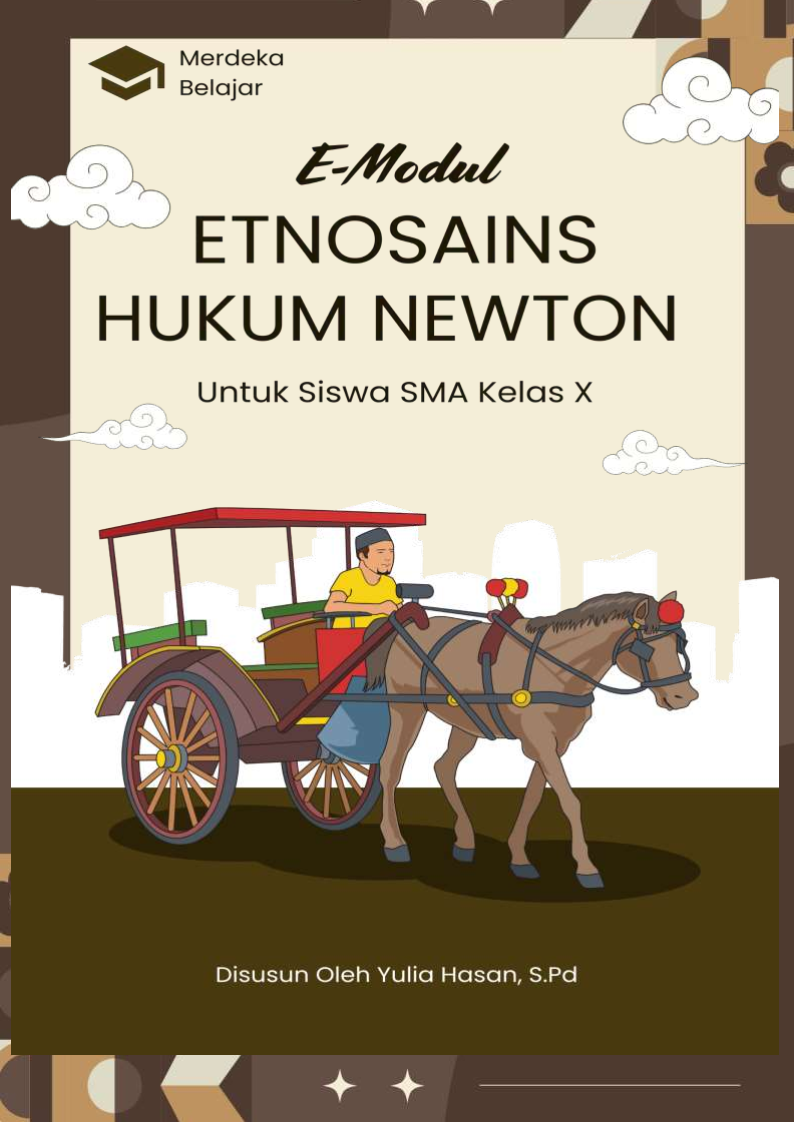 Merdeka
Belajar
E-Modul
ETNOSAINS
HUKUM NEWTON
Untuk Siswa SMA Kelas X
Disusun Oleh Yulia Hasan, S.Pd